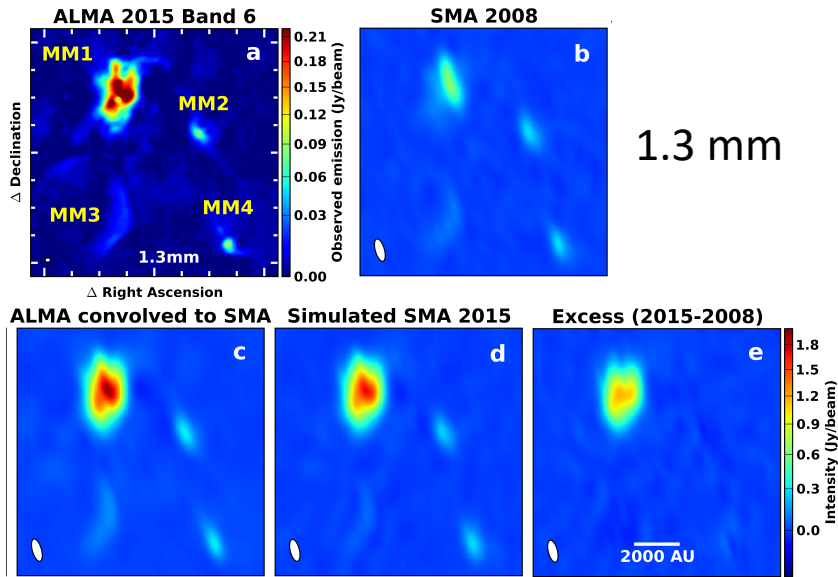 ALMA 2015 Band 6
SMA 2008
MM1
a
MM2
MM3
MM4
1.3mm
Δ Declination
Δ Right Ascension
0.21
0.18
0.15
0.12
0.09
0.06
0.03
0.00
Observed emission (Jy/beam)
b
1.3 mm
ALMA convolved to SMA
Simulated SMA 2015
Excess (2015-2008)
c
d
e
2000 AU
1.8
1.5
1.2
0.9
0.6
0.3
0.0
Intensity (Jy/beam)